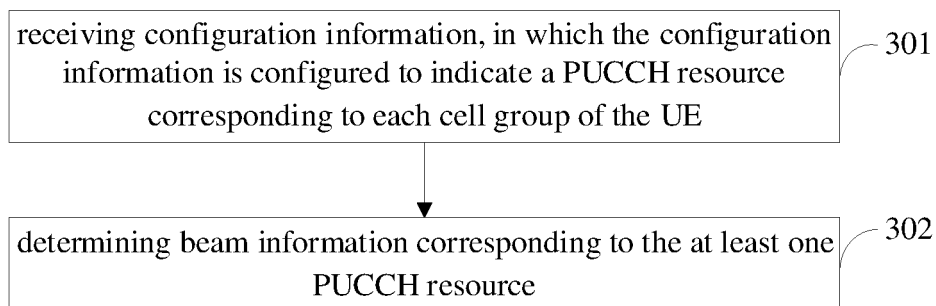 receiving configuration information, in which the configuration
information is configured to indicate a PUCCH resource
corresponding to each cell group of the UE
301
determining beam information corresponding to the at least one
PUCCH resource
302